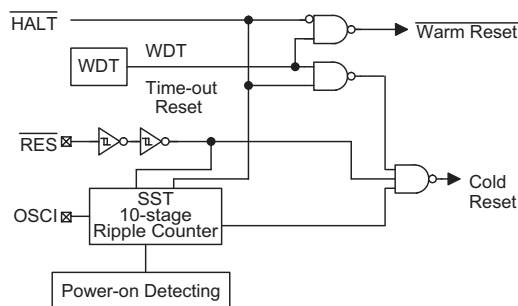 HALT
Warm Reset
WDT
WDT
Time-out
Reset
RES
Cold
Reset
OSCI
SST
10-stage
Ripple Counter
Power-on Detecting